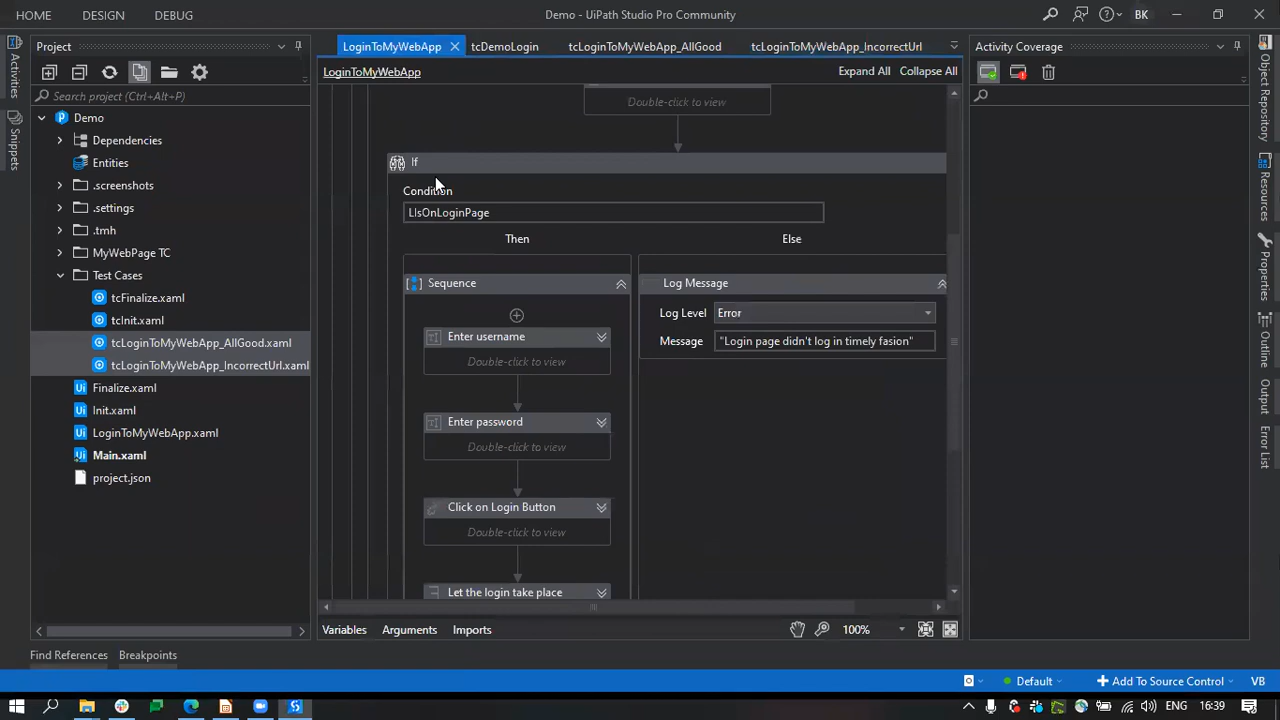 HOME
DESIGN
DEBUG
Demo - UiPath Studio Pro Community
BK
Project
LoginToMyWebApp
tcDemoLogin
tcLoginToMyWebApp_AllGood
tcLoginToMyWebApp_IncorrectUrl
Activity Coverage
LoginToMyWebApp
Expand All
Collapse All
Activities
Snippets
Search project (Ctrl+Alt+P)
Demo
Dependencies
Entities
.screenshots
.settings
.tmh
MyWebPage TC
Test Cases
tcFinalize.xaml
tcInit.xaml
tcLoginToMyWebApp_AllGood.xaml
tcLoginToMyWebApp_IncorrectUrl.xaml
Finalize.xaml
Init.xaml
LoginToMyWebApp.xaml
Main.xaml
project.json
Double-click to view
If
Condition
LIsOnLoginPage
Then
Else
Sequence
Log Message
Log Level
Error
Message
"Login page didn't log in timely fasion"
Enter username
Double-click to view
Enter password
Double-click to view
Click on Login Button
Double-click to view
Let the login take place
Variables
Arguments
Imports
100%
Object Repository
Resources
Properties
Outline
Output
Error List
Find References
Breakpoints
Default
Add To Source Control
VB
ENG
16:39